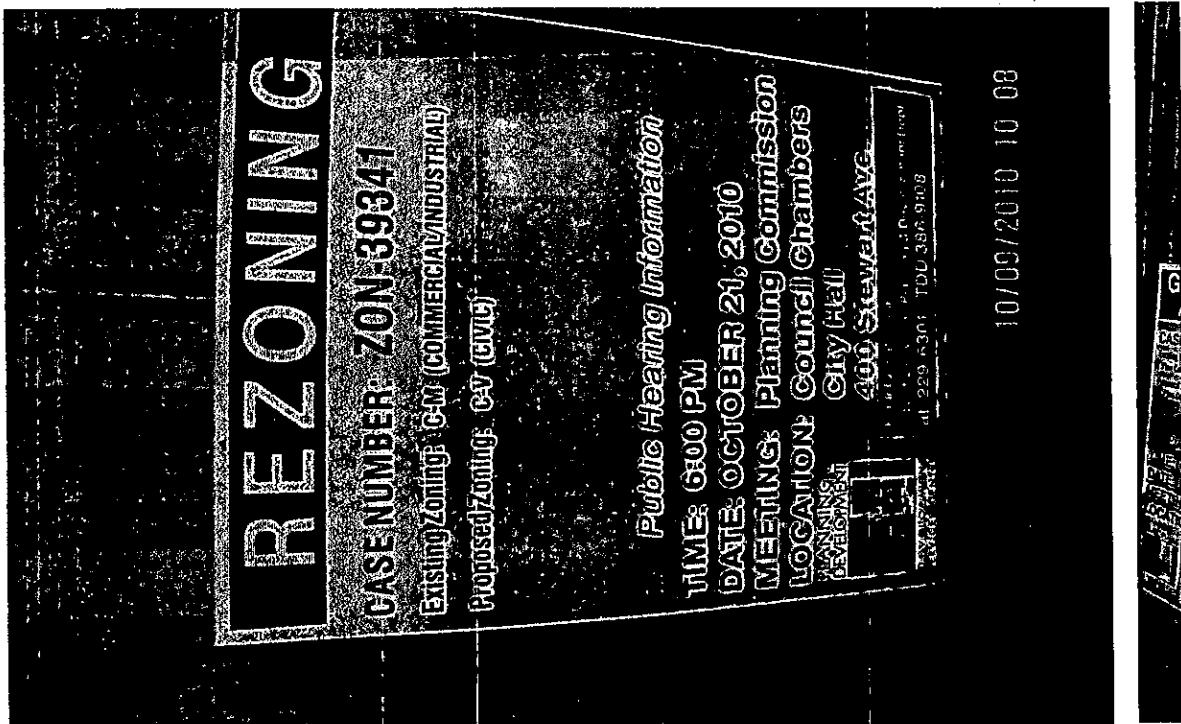 REZONING
CASE NUMBER: ZON-39341
Existing Zoning: C-M (COMMERCIAL/INDUSTRIAL)
Proposed Zoning: C-V (CIVIC)
Public Hearing Information
TIME: 6:00 PM
DATE: OCTOBER 21, 2010
MEETING: Planning Commission
LOCATION: Council Chambers
City Hall
400 Stewart Ave
PLANNING
DEVELOPMENT
229-6301 TDD 386-9108
10/09/2010 10 08